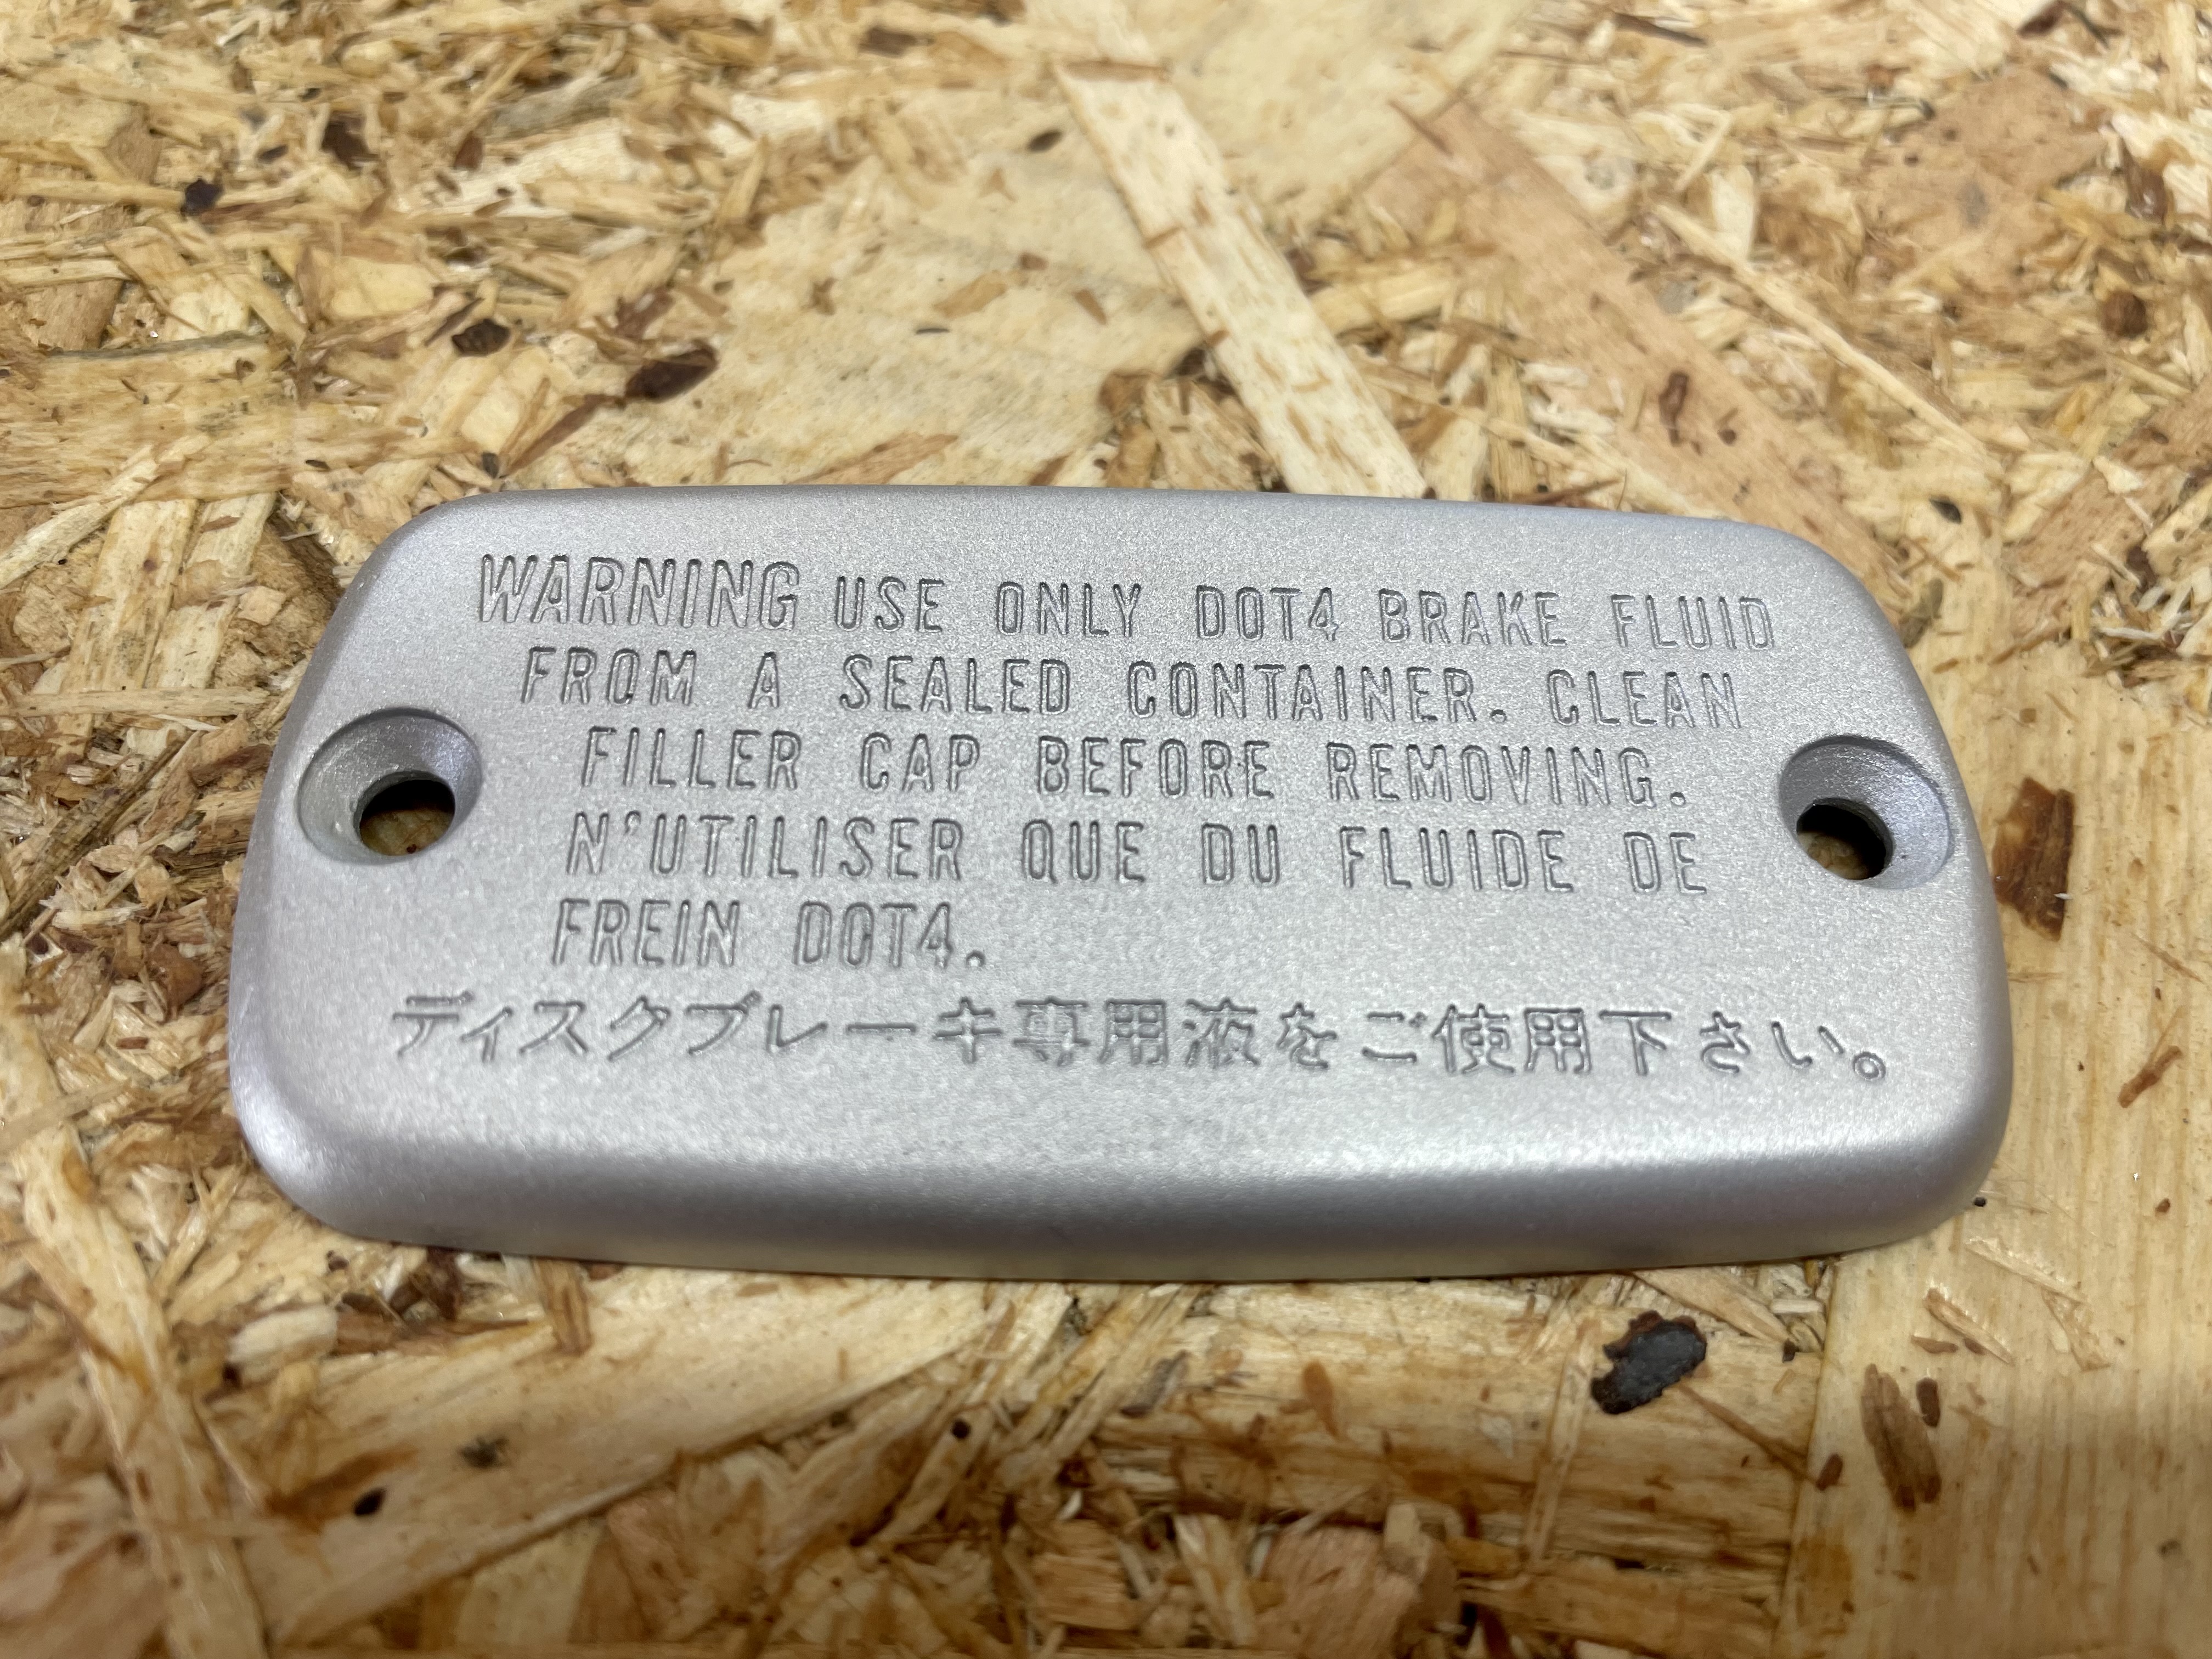 WARNING USE ONLY DOT4 BRAKE FLUID
FROM A SEALED CONTAINER. CLEAN
FILLER CAP BEFORE REMOVING.
N'UTILISER QUE DU FLUIDE DE
FREIN DOT4.
ディスクブレーキ専用液をご使用下さい。